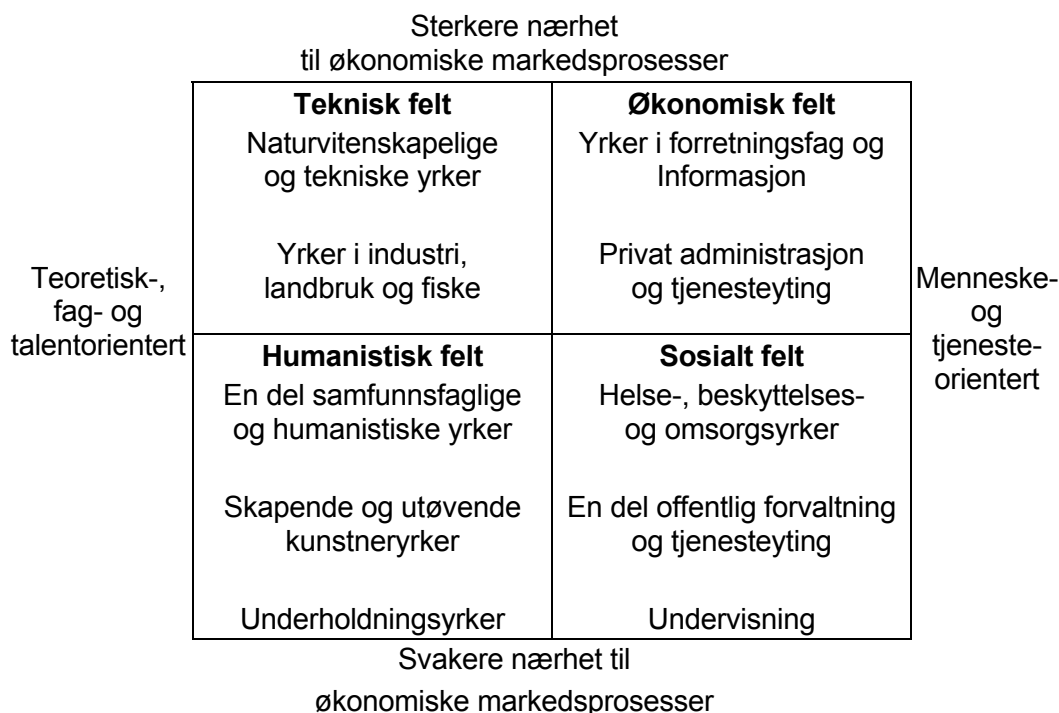 Sterkere nærhet
til økonomiske markedsprosesser
Teknisk felt
Naturvitenskapelige
og tekniske yrker
Yrker i industri,
landbruk og fiske
Økonomisk felt
Yrker i forretningsfag og
Informasjon
Privat administrasjon
og tjenesteyting
Teoretisk-,
fag- og
talentorientert
Menneske-
og
tjeneste-
orientert
Humanistisk felt
En del samfunnsfaglige
og humanistiske yrker
Skapende og utøvende
kunstneryrker
Underholdningsyrker
Sosialt felt
Helse-, beskyttelses-
og omsorgsyrker
En del offentlig forvaltning
og tjenesteyting
Undervisning
Svakere nærhet til
økonomiske markedsprosesser